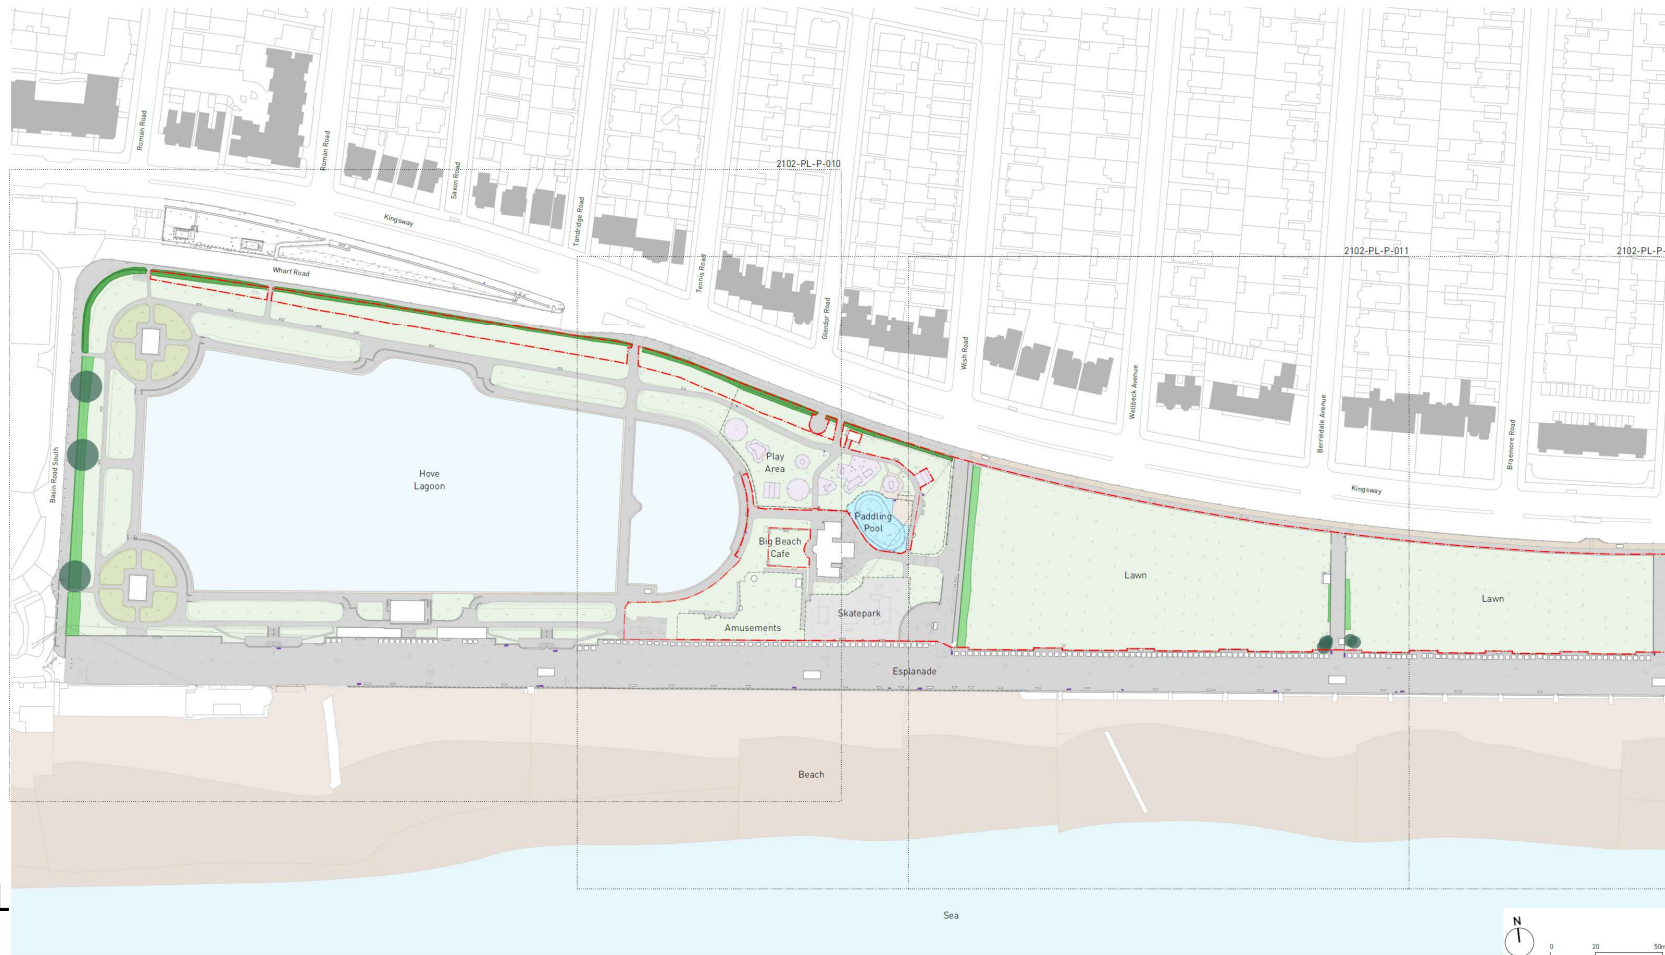 Roman Road
Roman Road
Saxon Road
Tandridge Road
Tennis Road
Glendor Road
Wish Road
Wellbeck Avenue
Berriedale Avenue
Braemore Road
2102-PL-P-010
2102-PL-P-011
2102-PL-P-
Kingsway
Wharf Road
Kingsway
Basin Road South
Hove
Lagoon
Play
Area
Paddling
Pool
Big Beach
Cafe
Skatepark
Amusements
Lawn
Lawn
Esplanade
Beach
Sea
N
0
20
50m